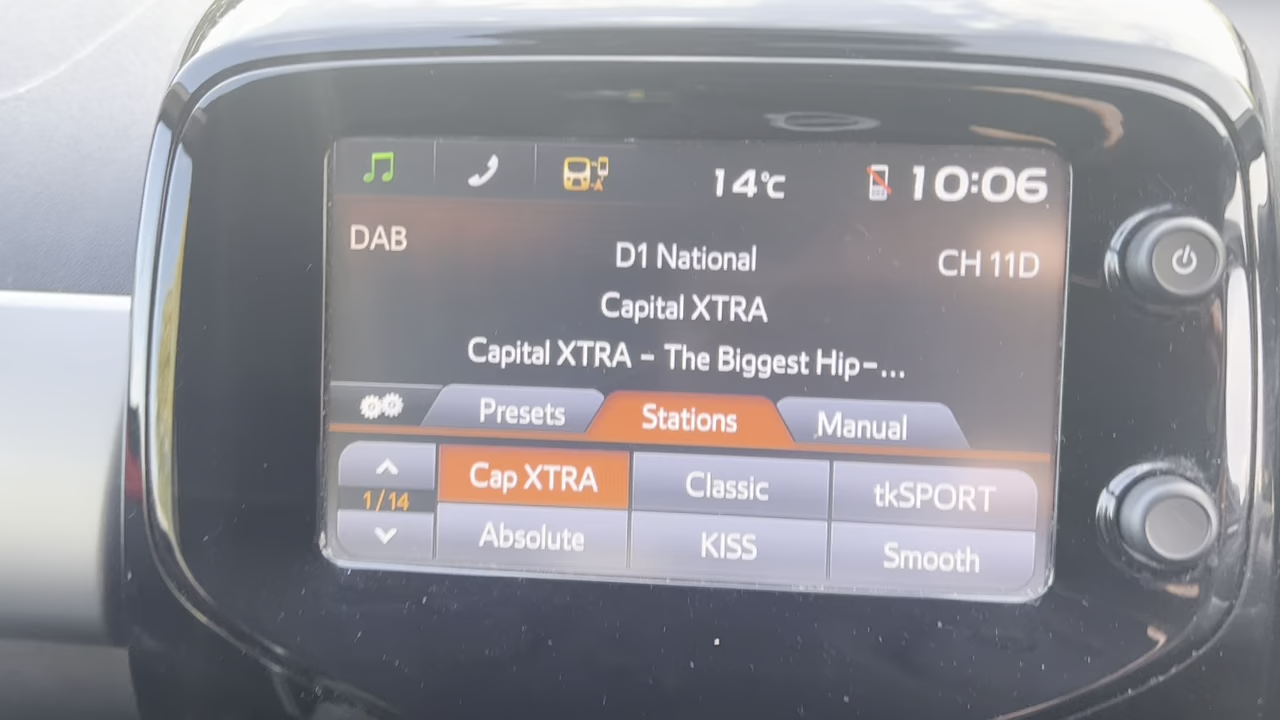 14°C 10:06
DAB
D1 National
CH 11D
Capital XTRA
Capital XTRA - The Biggest Hip-...
Presets Stations Manual
1/14
Cap XTRA Classic tkSPORT
Absolute KISS Smooth